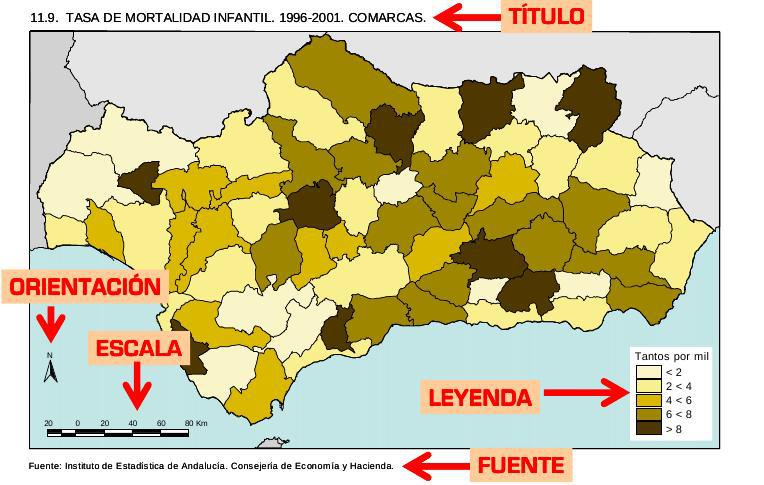 11.9. TASA DE MORTALIDAD INFANTIL. 1996-2001. COMARCAS.
TÍTULO
ORIENTACIÓN
ESCALA
N
20 0 20 40 60 80 Km
LEYENDA
Tantos por mil
< 2
2 < 4
4 < 6
6 < 8
> 8
Fuente: Instituto de Estadística de Andalucía. Consejería de Economía y Hacienda.
FUENTE